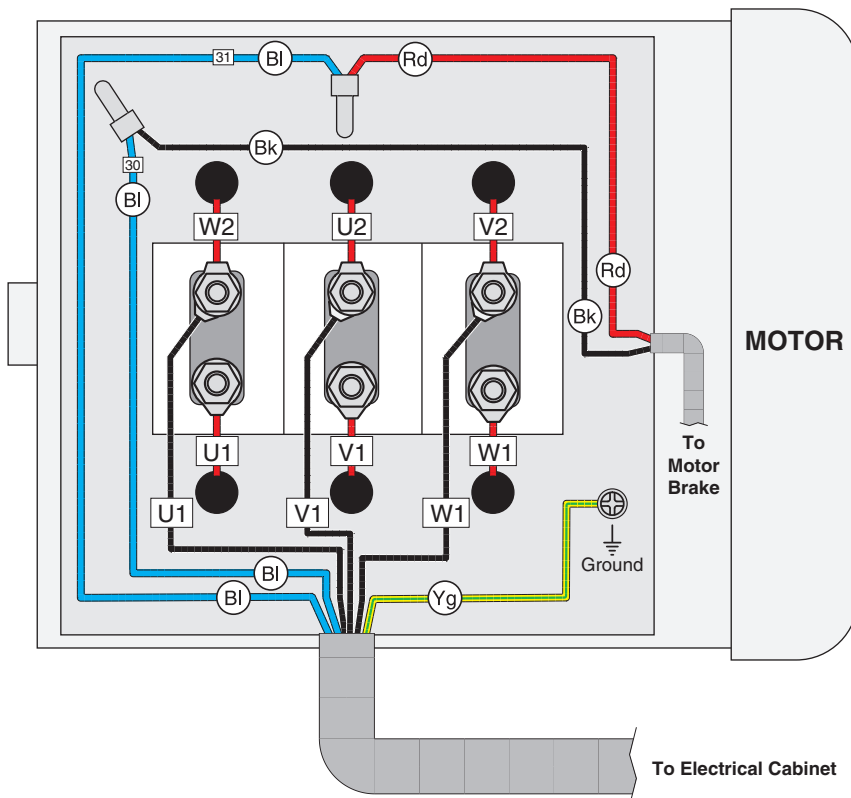 31
Bl
Rd
Bk
30
Bl
W2
U2
V2
Rd
Bk
MOTOR
U1
V1
W1
To
Motor
Brake
U1
V1
W1
Ground
Bl
Bl
Yg
To Electrical Cabinet